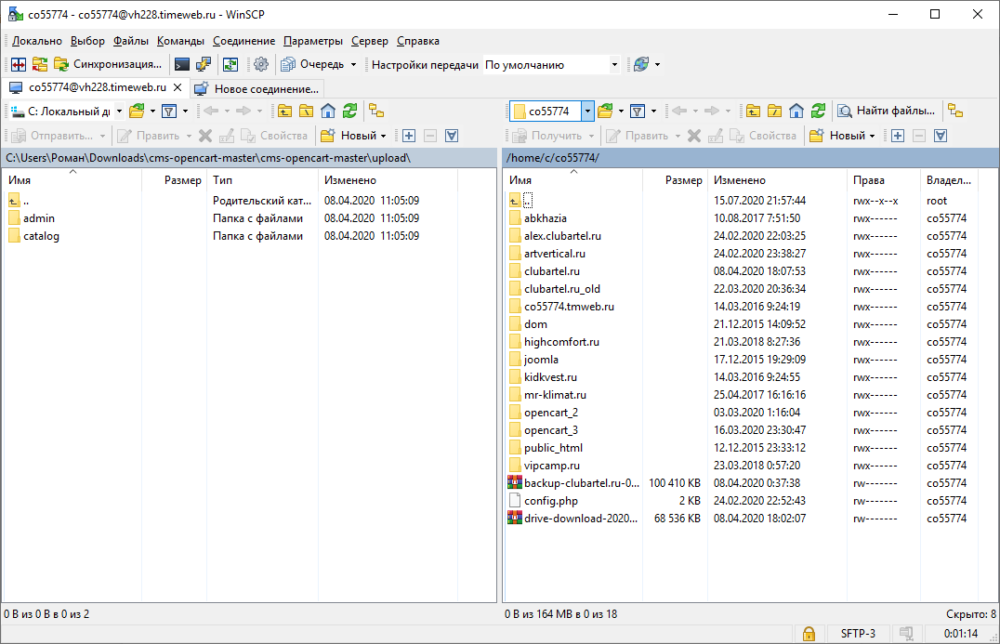 co55774 - co55774@vh228.timeweb.ru - WinSCP
Локально Выбор Файлы Команды Соединение Параметры Сервер Справка
Синхронизация... Очередь Настройки передачи По умолчанию
co55774@vh228.timeweb.ru Новое соединение...
C: Локальный ди co55774 Найти файлы...
Отправить... Править Свойства Новый Получить Править Свойства Новый
C:\Users\Роман\Downloads\cms-opencart-master\cms-opencart-master\upload\ /home/c/co55774/
Имя Размер Тип Изменено Имя Размер Изменено Права Владел...
.. Родительский кат... 08.04.2020 11:05:09 .. 15.07.2020 21:57:44 rwx--x--x root
admin Папка с файлами 08.04.2020 11:05:09 abkhazia 10.08.2017 7:51:50 rwx------ co55774
catalog Папка с файлами 08.04.2020 11:05:09 alex.clubartel.ru 24.02.2020 22:03:25 rwx------ co55774
artvertical.ru 24.02.2020 23:38:27 rwx------ co55774
clubartel.ru 08.04.2020 18:07:53 rwx------ co55774
clubartel.ru_old 22.03.2020 20:36:34 rwx------ co55774
co55774.tmweb.ru 14.03.2016 9:24:19 rwx------ co55774
dom 21.12.2015 14:09:52 rwx------ co55774
highcomfort.ru 21.03.2018 8:27:36 rwx------ co55774
joomla 17.12.2015 19:29:09 rwx------ co55774
kidkvest.ru 14.03.2016 9:24:55 rwx------ co55774
mr-klimat.ru 25.04.2017 16:16:16 rwx------ co55774
opencart_2 03.03.2020 1:16:04 rwx------ co55774
opencart_3 16.03.2020 23:30:47 rwx------ co55774
public_html 12.12.2015 23:33:12 rwx------ co55774
vipcamp.ru 23.03.2018 0:57:20 rwx------ co55774
backup-clubartel.ru-0... 100 410 KB 08.04.2020 0:37:38 rw------- co55774
config.php 2 KB 24.02.2020 22:52:43 rw------- co55774
drive-download-2020... 68 536 KB 08.04.2020 18:02:07 rw------- co55774
0 B из 0 B в 0 из 2 0 B из 164 MB в 0 из 18 Скрыто: 8
SFTP-3 0:01:14